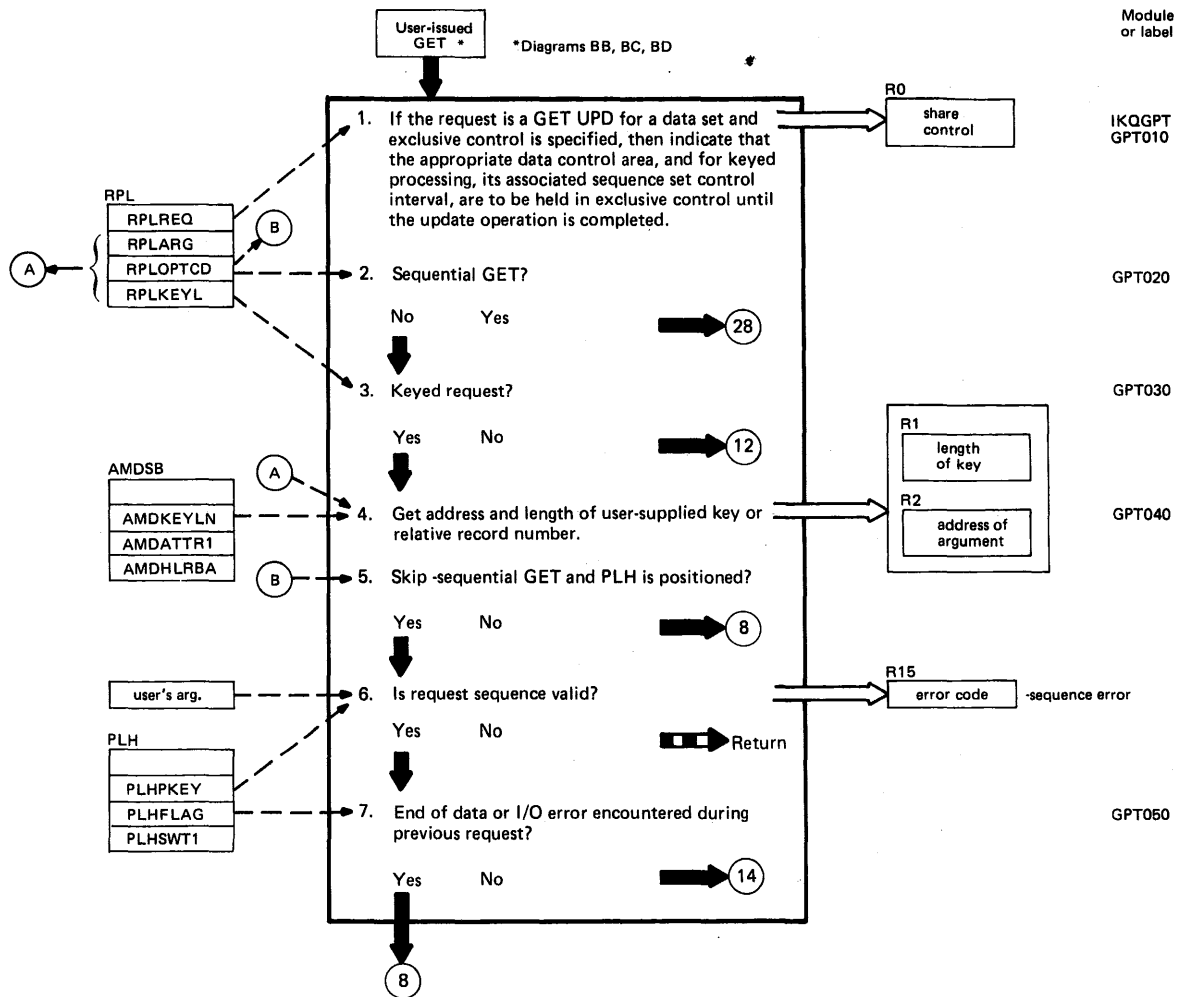 Module
or label
User-issued
GET *
*Diagrams BB, BC, BD
1. If the request is a GET UPD for a data set and
exclusive control is specified, then indicate that
the appropriate data control area, and for keyed
processing, its associated sequence set control
interval, are to be held in exclusive control until
the update operation is completed.
R0
share
control
IKQGPT
GPT010
RPL
RPLREQ
RPLARG
RPLOPTCD
RPLKEYL
A
B
2. Sequential GET?
GPT020
No Yes
28
3. Keyed request?
GPT030
Yes No
12
R1
length
of key
R2
address of
argument
AMDSB
AMDKEYLN
AMDATTR1
AMDHLRBA
A
4. Get address and length of user-supplied key or
relative record number.
GPT040
B
5. Skip -sequential GET and PLH is positioned?
Yes No
8
user's arg.
6. Is request sequence valid?
R15
error code
-sequence error
Yes No
Return
PLH
PLHPKEY
PLHFLAG
PLHSWT1
7. End of data or I/O error encountered during
previous request?
GPT050
Yes No
14
8